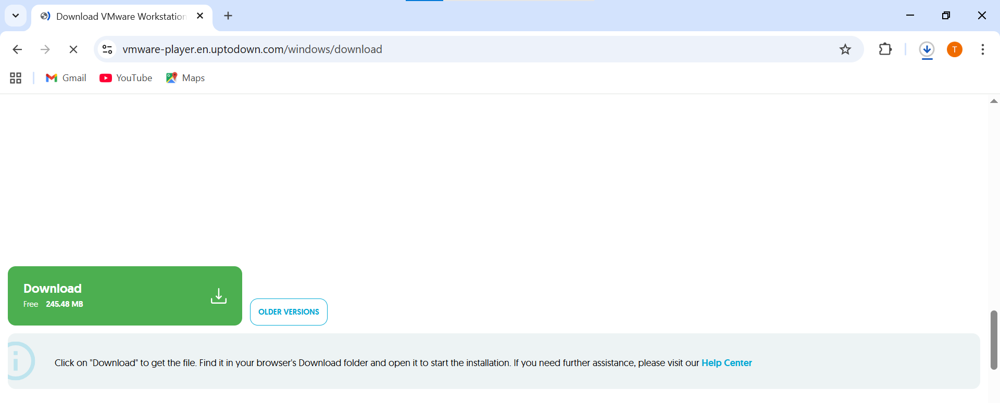 Download VMware Workstation
vmware-player.en.uptodown.com/windows/download
T
Gmail
YouTube
Maps
Download
Free 245.48 MB
OLDER VERSIONS
Click on "Download" to get the file. Find it in your browser's Download folder and open it to start the installation. If you need further assistance, please visit our Help Center